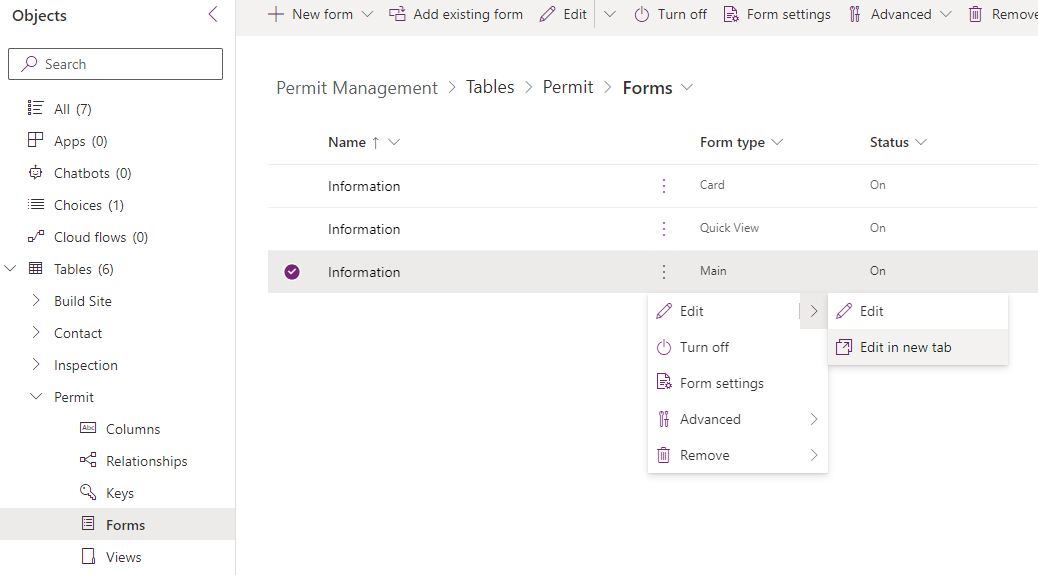 Objects
New form Add existing form Edit Turn off Form settings Advanced Remove
Search
Permit Management > Tables > Permit > Forms
All (7)
Apps (0)
Chatbots (0)
Choices (1)
Cloud flows (0)
Tables (6)
Build Site
Contact
Inspection
Permit
Abc Columns
Relationships
Keys
Forms
Views
Name ↑ Form type Status
Information Card On
Information Quick View On
Information Main On
Edit
Turn off
Form settings
Advanced
Remove
Edit
Edit in new tab